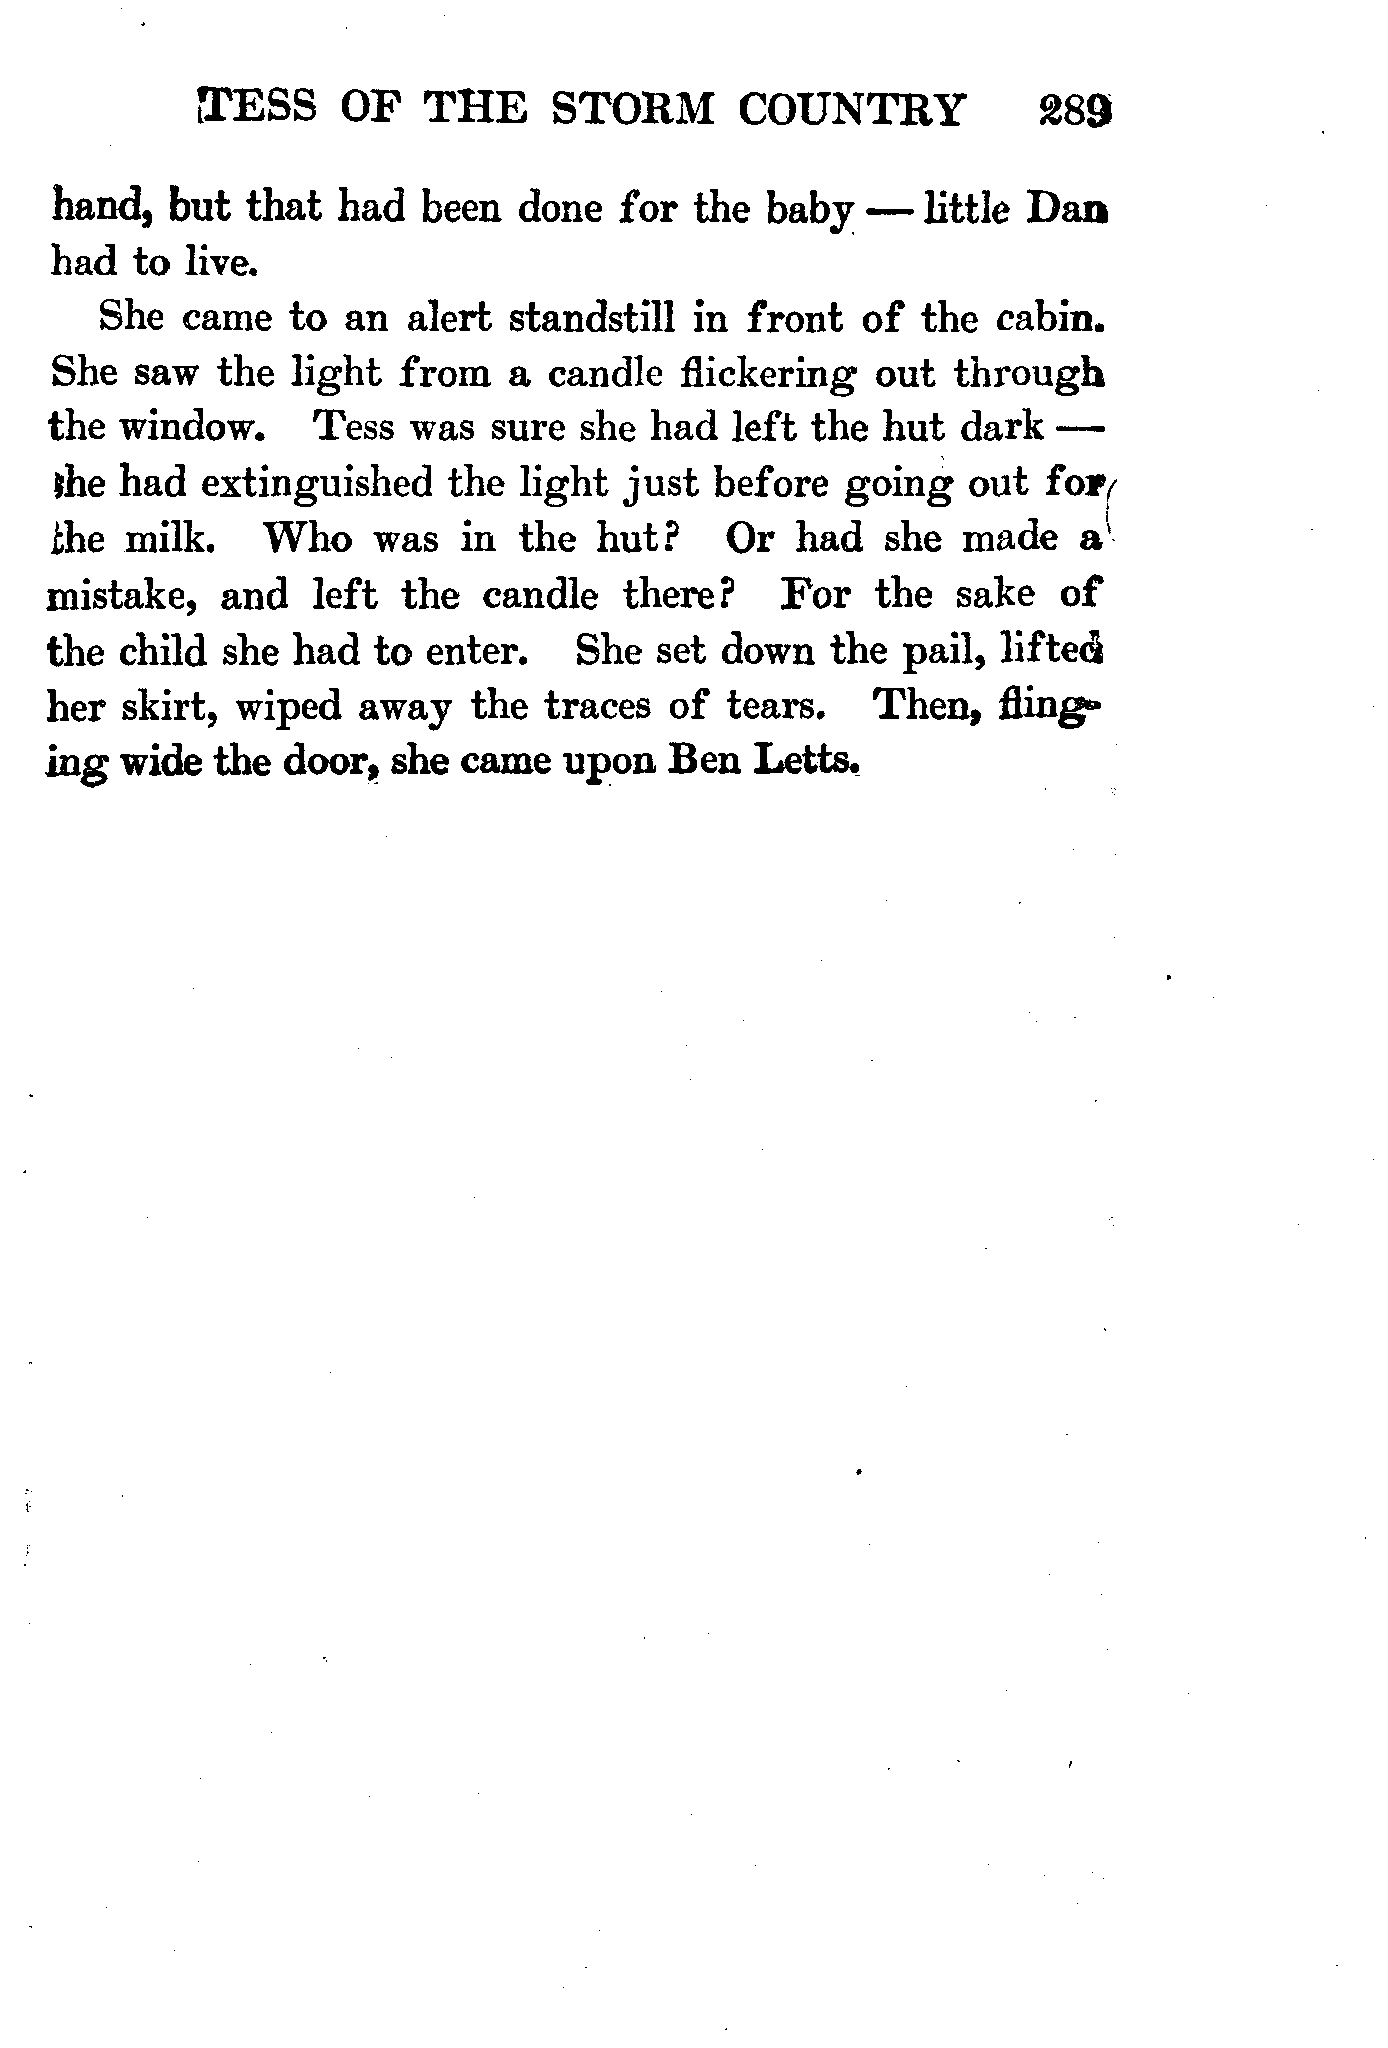 TESS OF THE STORM COUNTRY 289
hand, but that had been done for the baby — little Dan
had to live.
She came to an alert standstill in front of the cabin.
She saw the light from a candle flickering out through
the window. Tess was sure she had left the hut dark —
she had extinguished the light just before going out for
the milk. Who was in the hut? Or had she made a
mistake, and left the candle there? For the sake of
the child she had to enter. She set down the pail, lifted
her skirt, wiped away the traces of tears. Then, fling-
ing wide the door, she came upon Ben Letts.